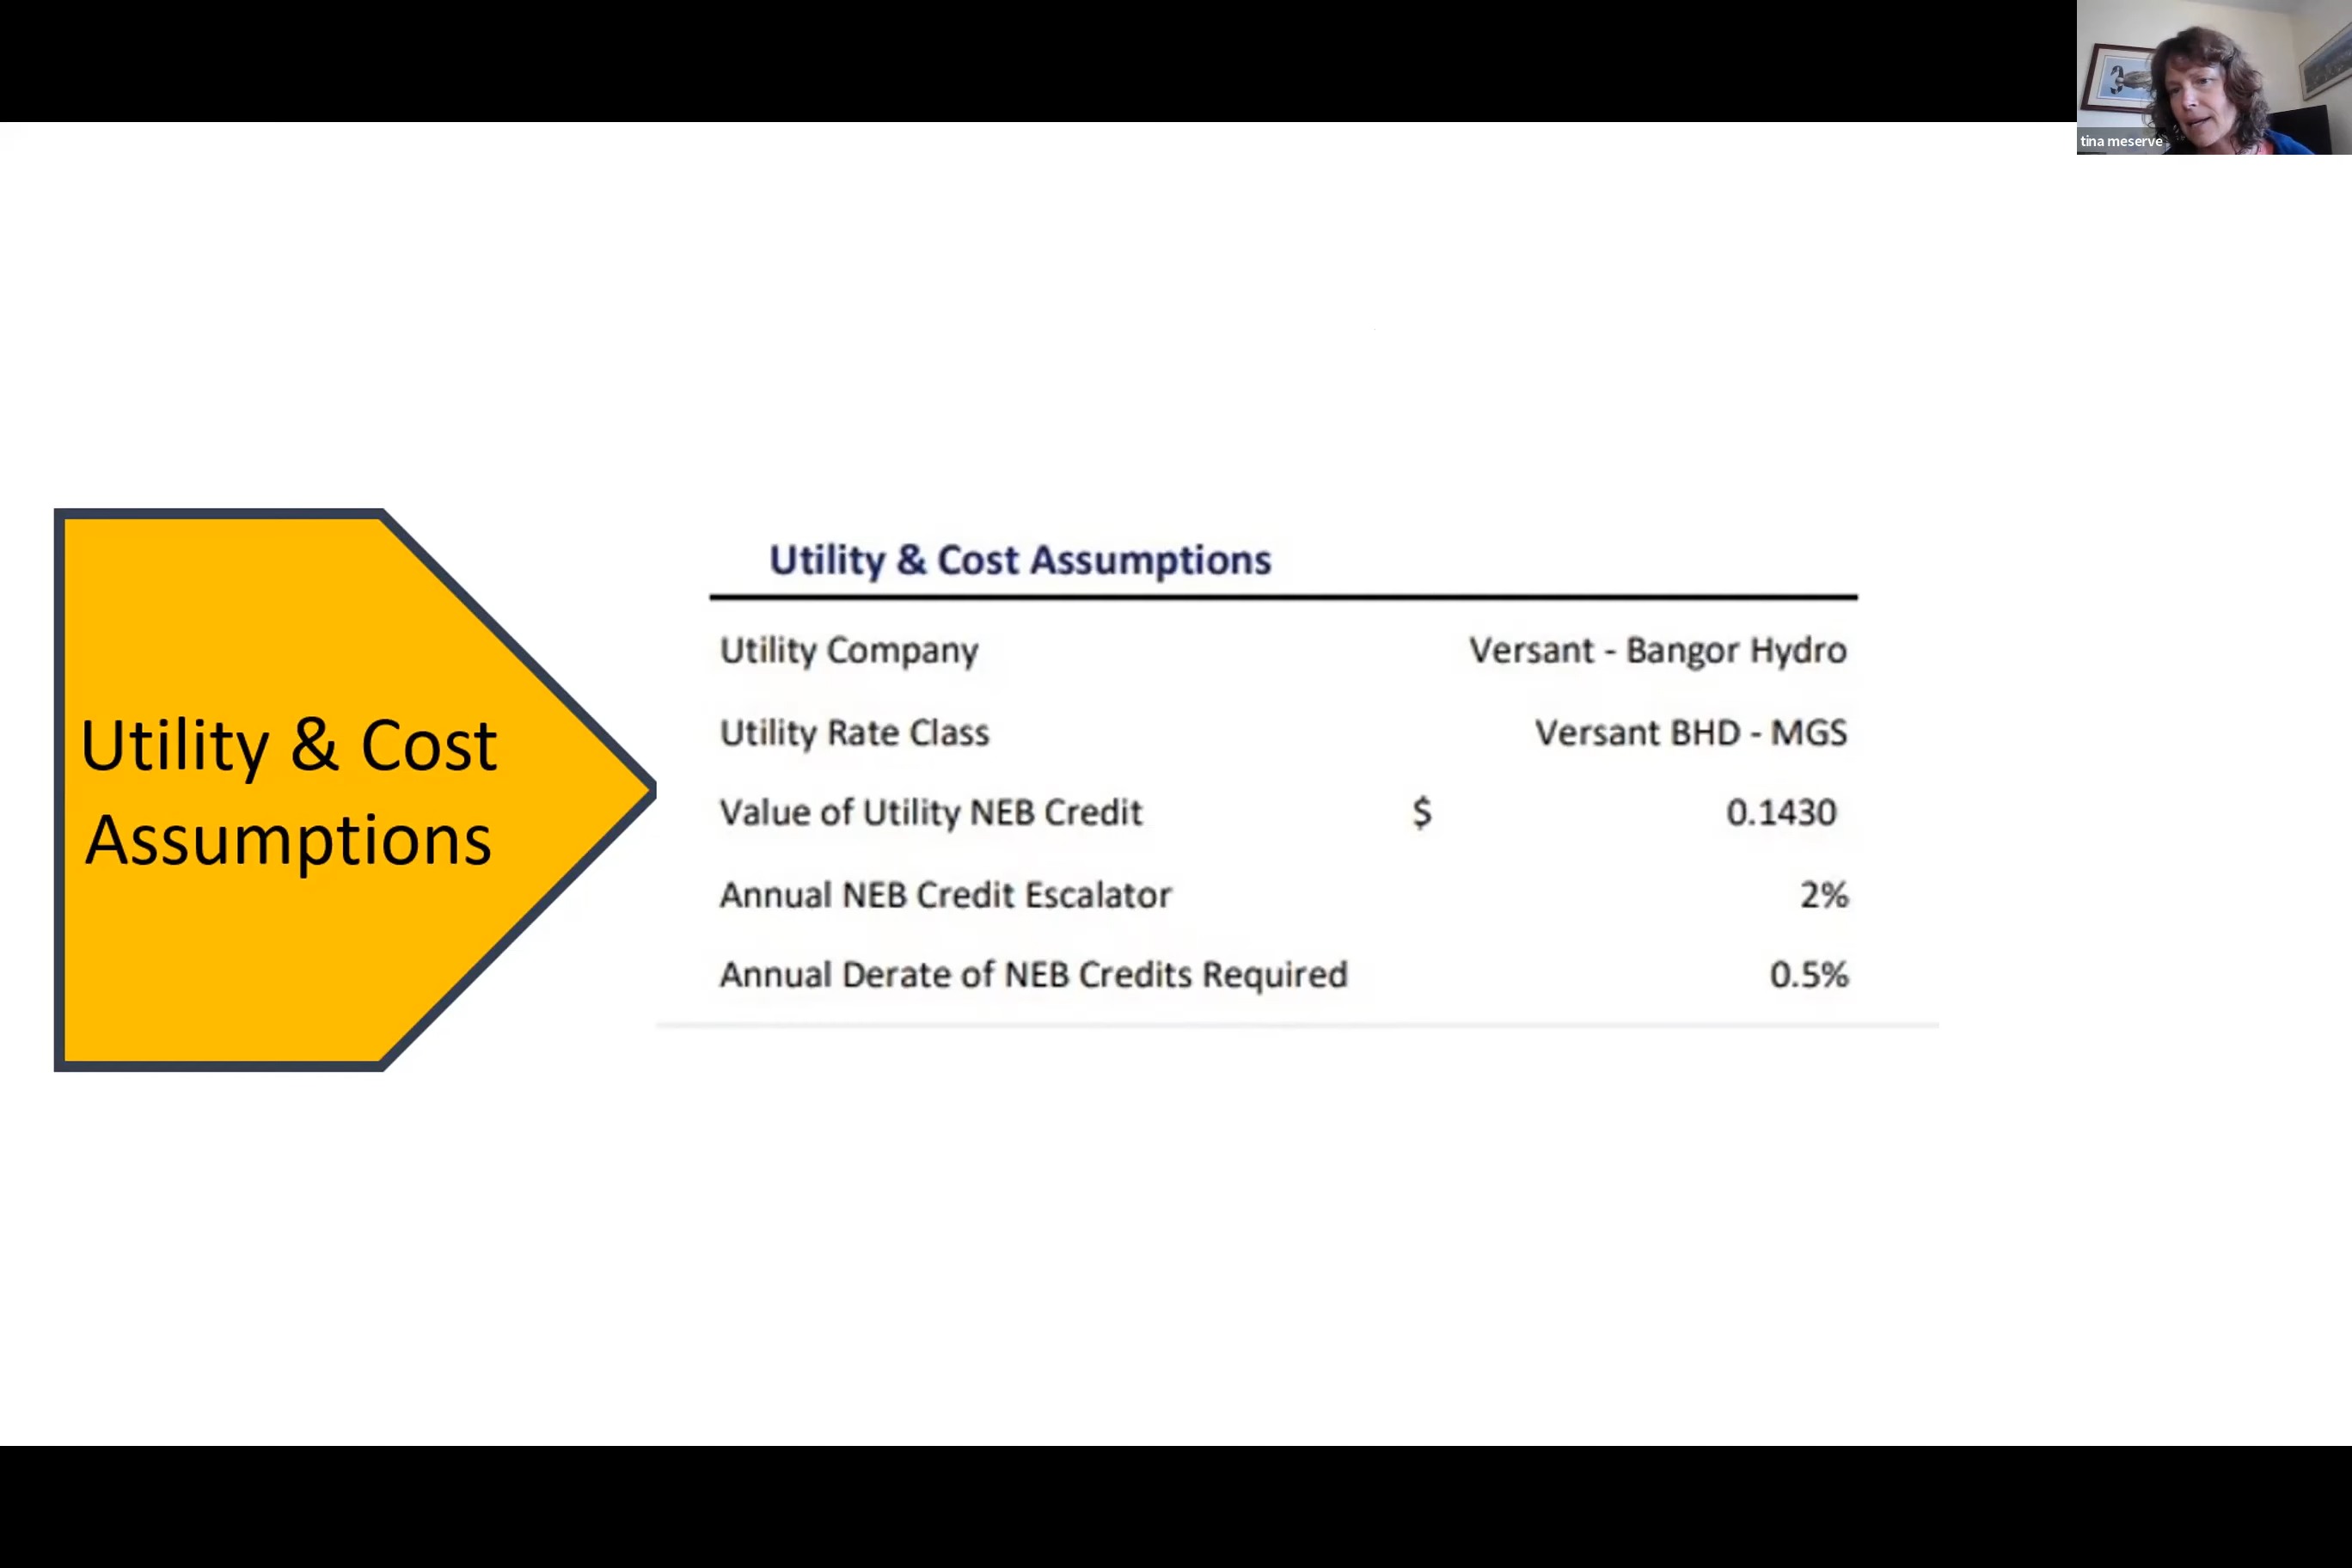 tina meserve
Utility & Cost
Assumptions
Utility & Cost Assumptions
Utility Company Versant - Bangor Hydro
Utility Rate Class Versant BHD - MGS
Value of Utility NEB Credit $ 0.1430
Annual NEB Credit Escalator 2%
Annual Derate of NEB Credits Required 0.5%